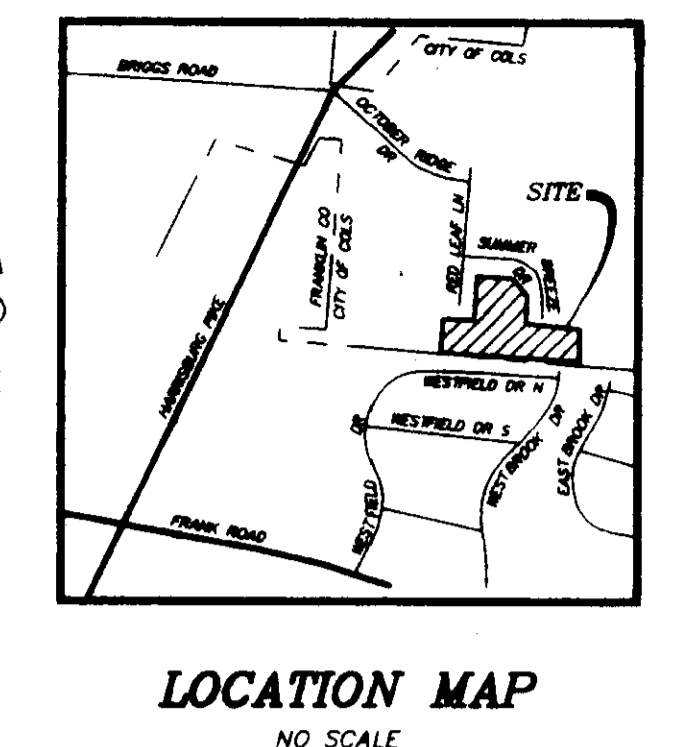 CITY OF COLS
BRIGGS ROAD
OCTOBER RIDGE
DR
SITE
RED LEAF LN
SUMMER
BREEZE
DR
FRANKLIN CO
CITY OF COLS
HARRISBURG PIKE
WESTFIELD DR N
WESTFIELD DR S
DR
WESTFIELD
WEST BROOK DR
EAST BROOK DR
FRANK ROAD
LOCATION MAP
NO SCALE